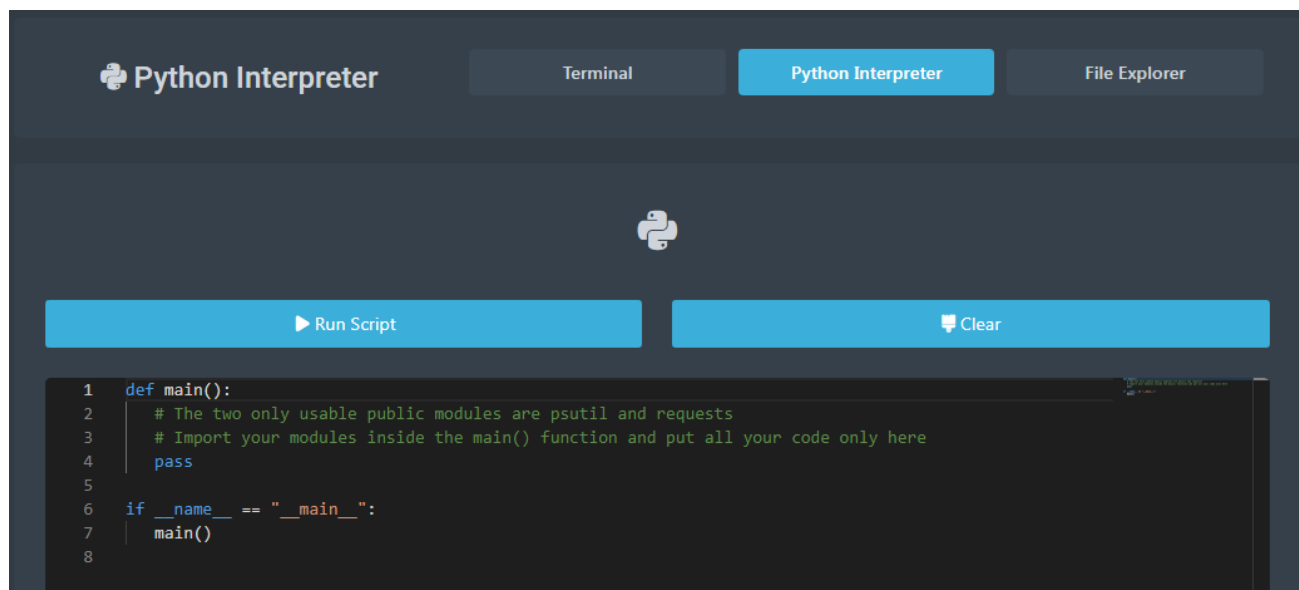 Python Interpreter
Terminal
Python Interpreter
File Explorer
Run Script
Clear
1 def main():
2 # The two only usable public modules are psutil and requests
3 # Import your modules inside the main() function and put all your code only here
4 pass
5
6 if __name__ == "__main__":
7 main()
8